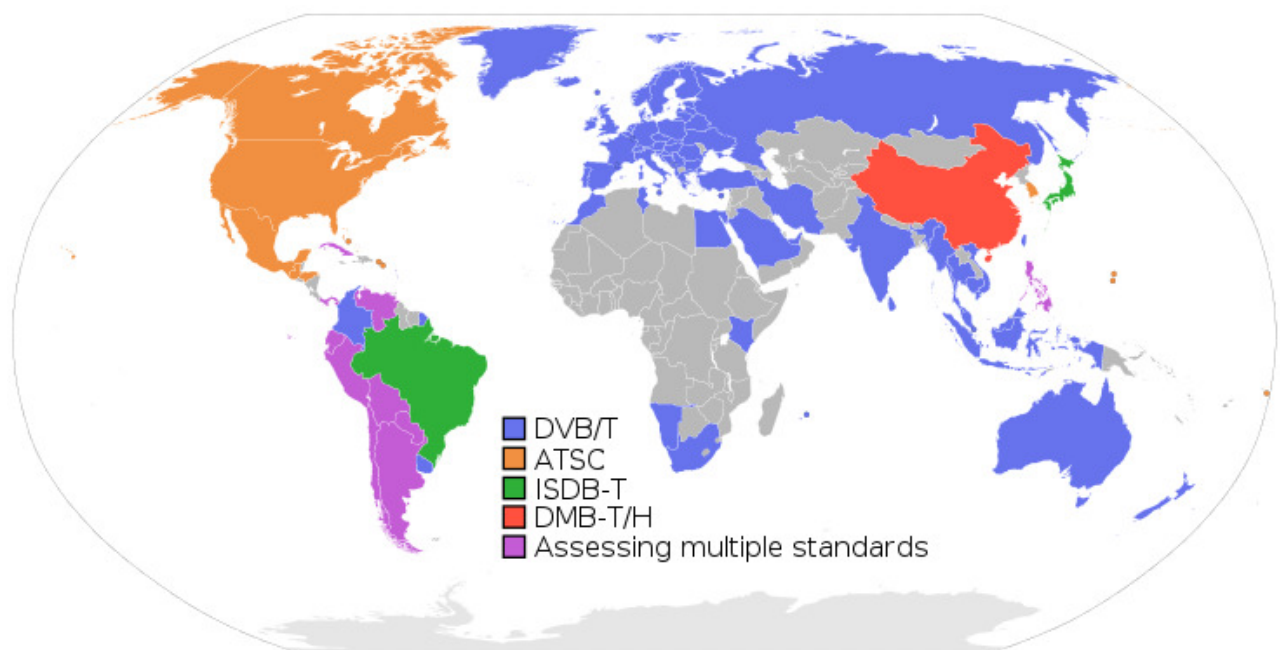 DVB/T
ATSC
ISDB-T
DMB-T/H
Assessing multiple standards